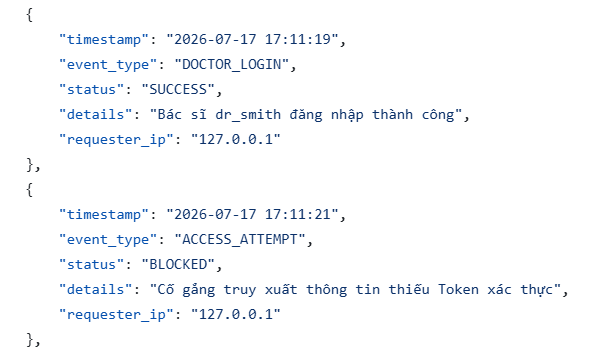 {
"timestamp": "2026-07-17 17:11:19",
"event_type": "DOCTOR_LOGIN",
"status": "SUCCESS",
"details": "Bác sĩ dr_smith đăng nhập thành công",
"requester_ip": "127.0.0.1"
},
{
"timestamp": "2026-07-17 17:11:21",
"event_type": "ACCESS_ATTEMPT",
"status": "BLOCKED",
"details": "Cố gắng truy xuất thông tin thiếu Token xác thực",
"requester_ip": "127.0.0.1"
},